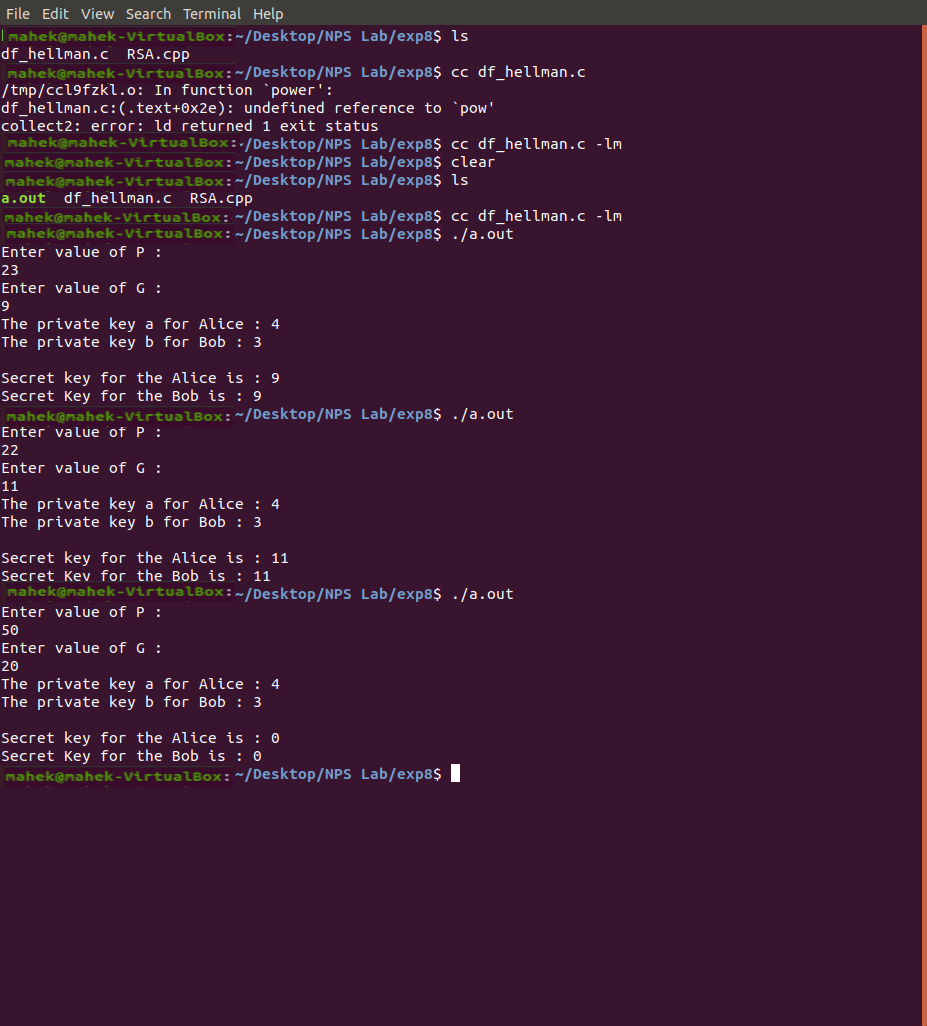 File Edit View Search Terminal Help
mahek@mahek-VirtualBox:~/Desktop/NPS Lab/exp8$ ls
df_hellman.c  RSA.cpp
mahek@mahek-VirtualBox:~/Desktop/NPS Lab/exp8$ cc df_hellman.c
/tmp/ccl9fzkl.o: In function `power':
df_hellman.c:(.text+0x2e): undefined reference to `pow'
collect2: error: ld returned 1 exit status
mahek@mahek-VirtualBox:~/Desktop/NPS Lab/exp8$ cc df_hellman.c -lm
mahek@mahek-VirtualBox:~/Desktop/NPS Lab/exp8$ clear
mahek@mahek-VirtualBox:~/Desktop/NPS Lab/exp8$ ls
a.out  df_hellman.c  RSA.cpp
mahek@mahek-VirtualBox:~/Desktop/NPS Lab/exp8$ cc df_hellman.c -lm
mahek@mahek-VirtualBox:~/Desktop/NPS Lab/exp8$ ./a.out
Enter value of P :
23
Enter value of G :
9
The private key a for Alice : 4
The private key b for Bob : 3
Secret key for the Alice is : 9
Secret Key for the Bob is : 9
mahek@mahek-VirtualBox:~/Desktop/NPS Lab/exp8$ ./a.out
Enter value of P :
22
Enter value of G :
11
The private key a for Alice : 4
The private key b for Bob : 3
Secret key for the Alice is : 11
Secret Key for the Bob is : 11
mahek@mahek-VirtualBox:~/Desktop/NPS Lab/exp8$ ./a.out
Enter value of P :
50
Enter value of G :
20
The private key a for Alice : 4
The private key b for Bob : 3
Secret key for the Alice is : 0
Secret Key for the Bob is : 0
mahek@mahek-VirtualBox:~/Desktop/NPS Lab/exp8$